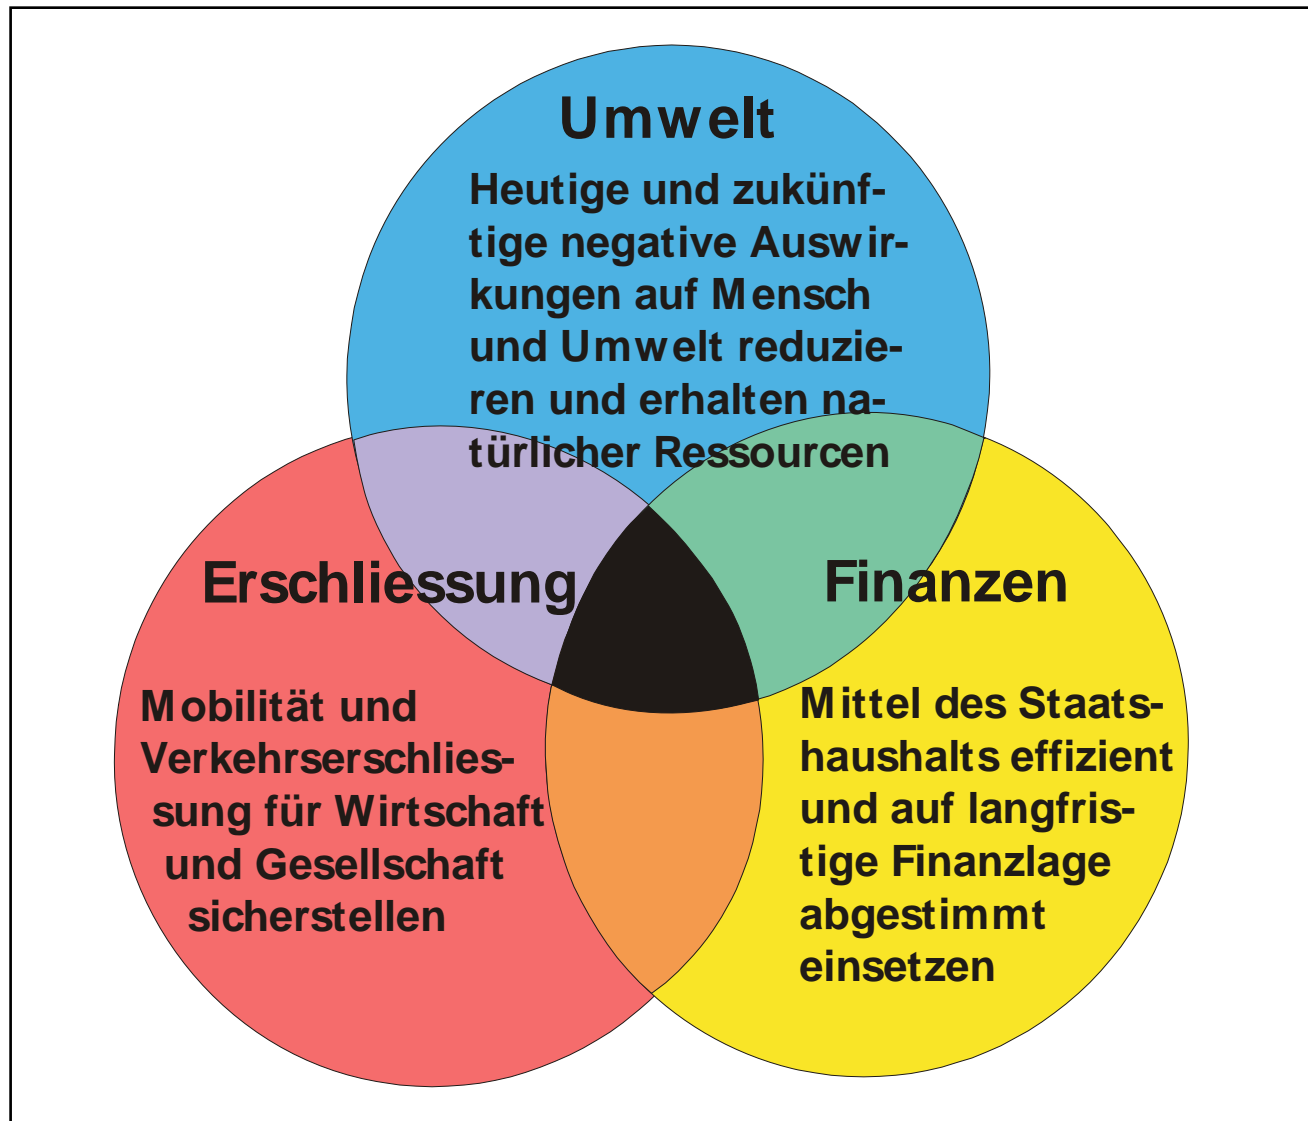 Umwelt
Heutige und zukünf-
tige negative Auswir-
kungen auf Mensch
und Umwelt reduzie-
ren und erhalten na-
türlicher Ressourcen
Erschliessung
Mobilität und
Verkehrserschlies-
sung für Wirtschaft
und Gesellschaft
sicherstellen
Finanzen
Mittel des Staats-
haushalts effizient
und auf langfris-
tige Finanzlage
abgestimmt
einsetzen